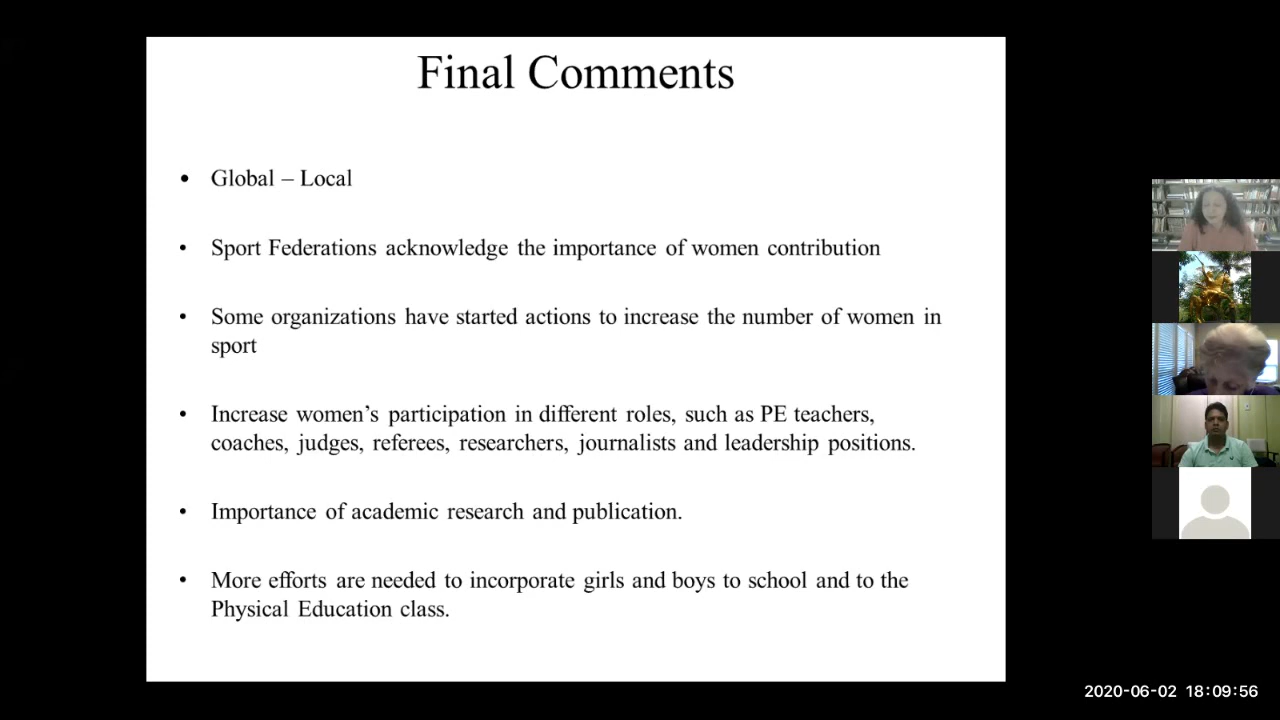 Final Comments
• Global – Local
• Sport Federations acknowledge the importance of women contribution
• Some organizations have started actions to increase the number of women in
sport
• Increase women’s participation in different roles, such as PE teachers,
coaches, judges, referees, researchers, journalists and leadership positions.
• Importance of academic research and publication.
• More efforts are needed to incorporate girls and boys to school and to the
Physical Education class.
2020-06-02 18:09:56